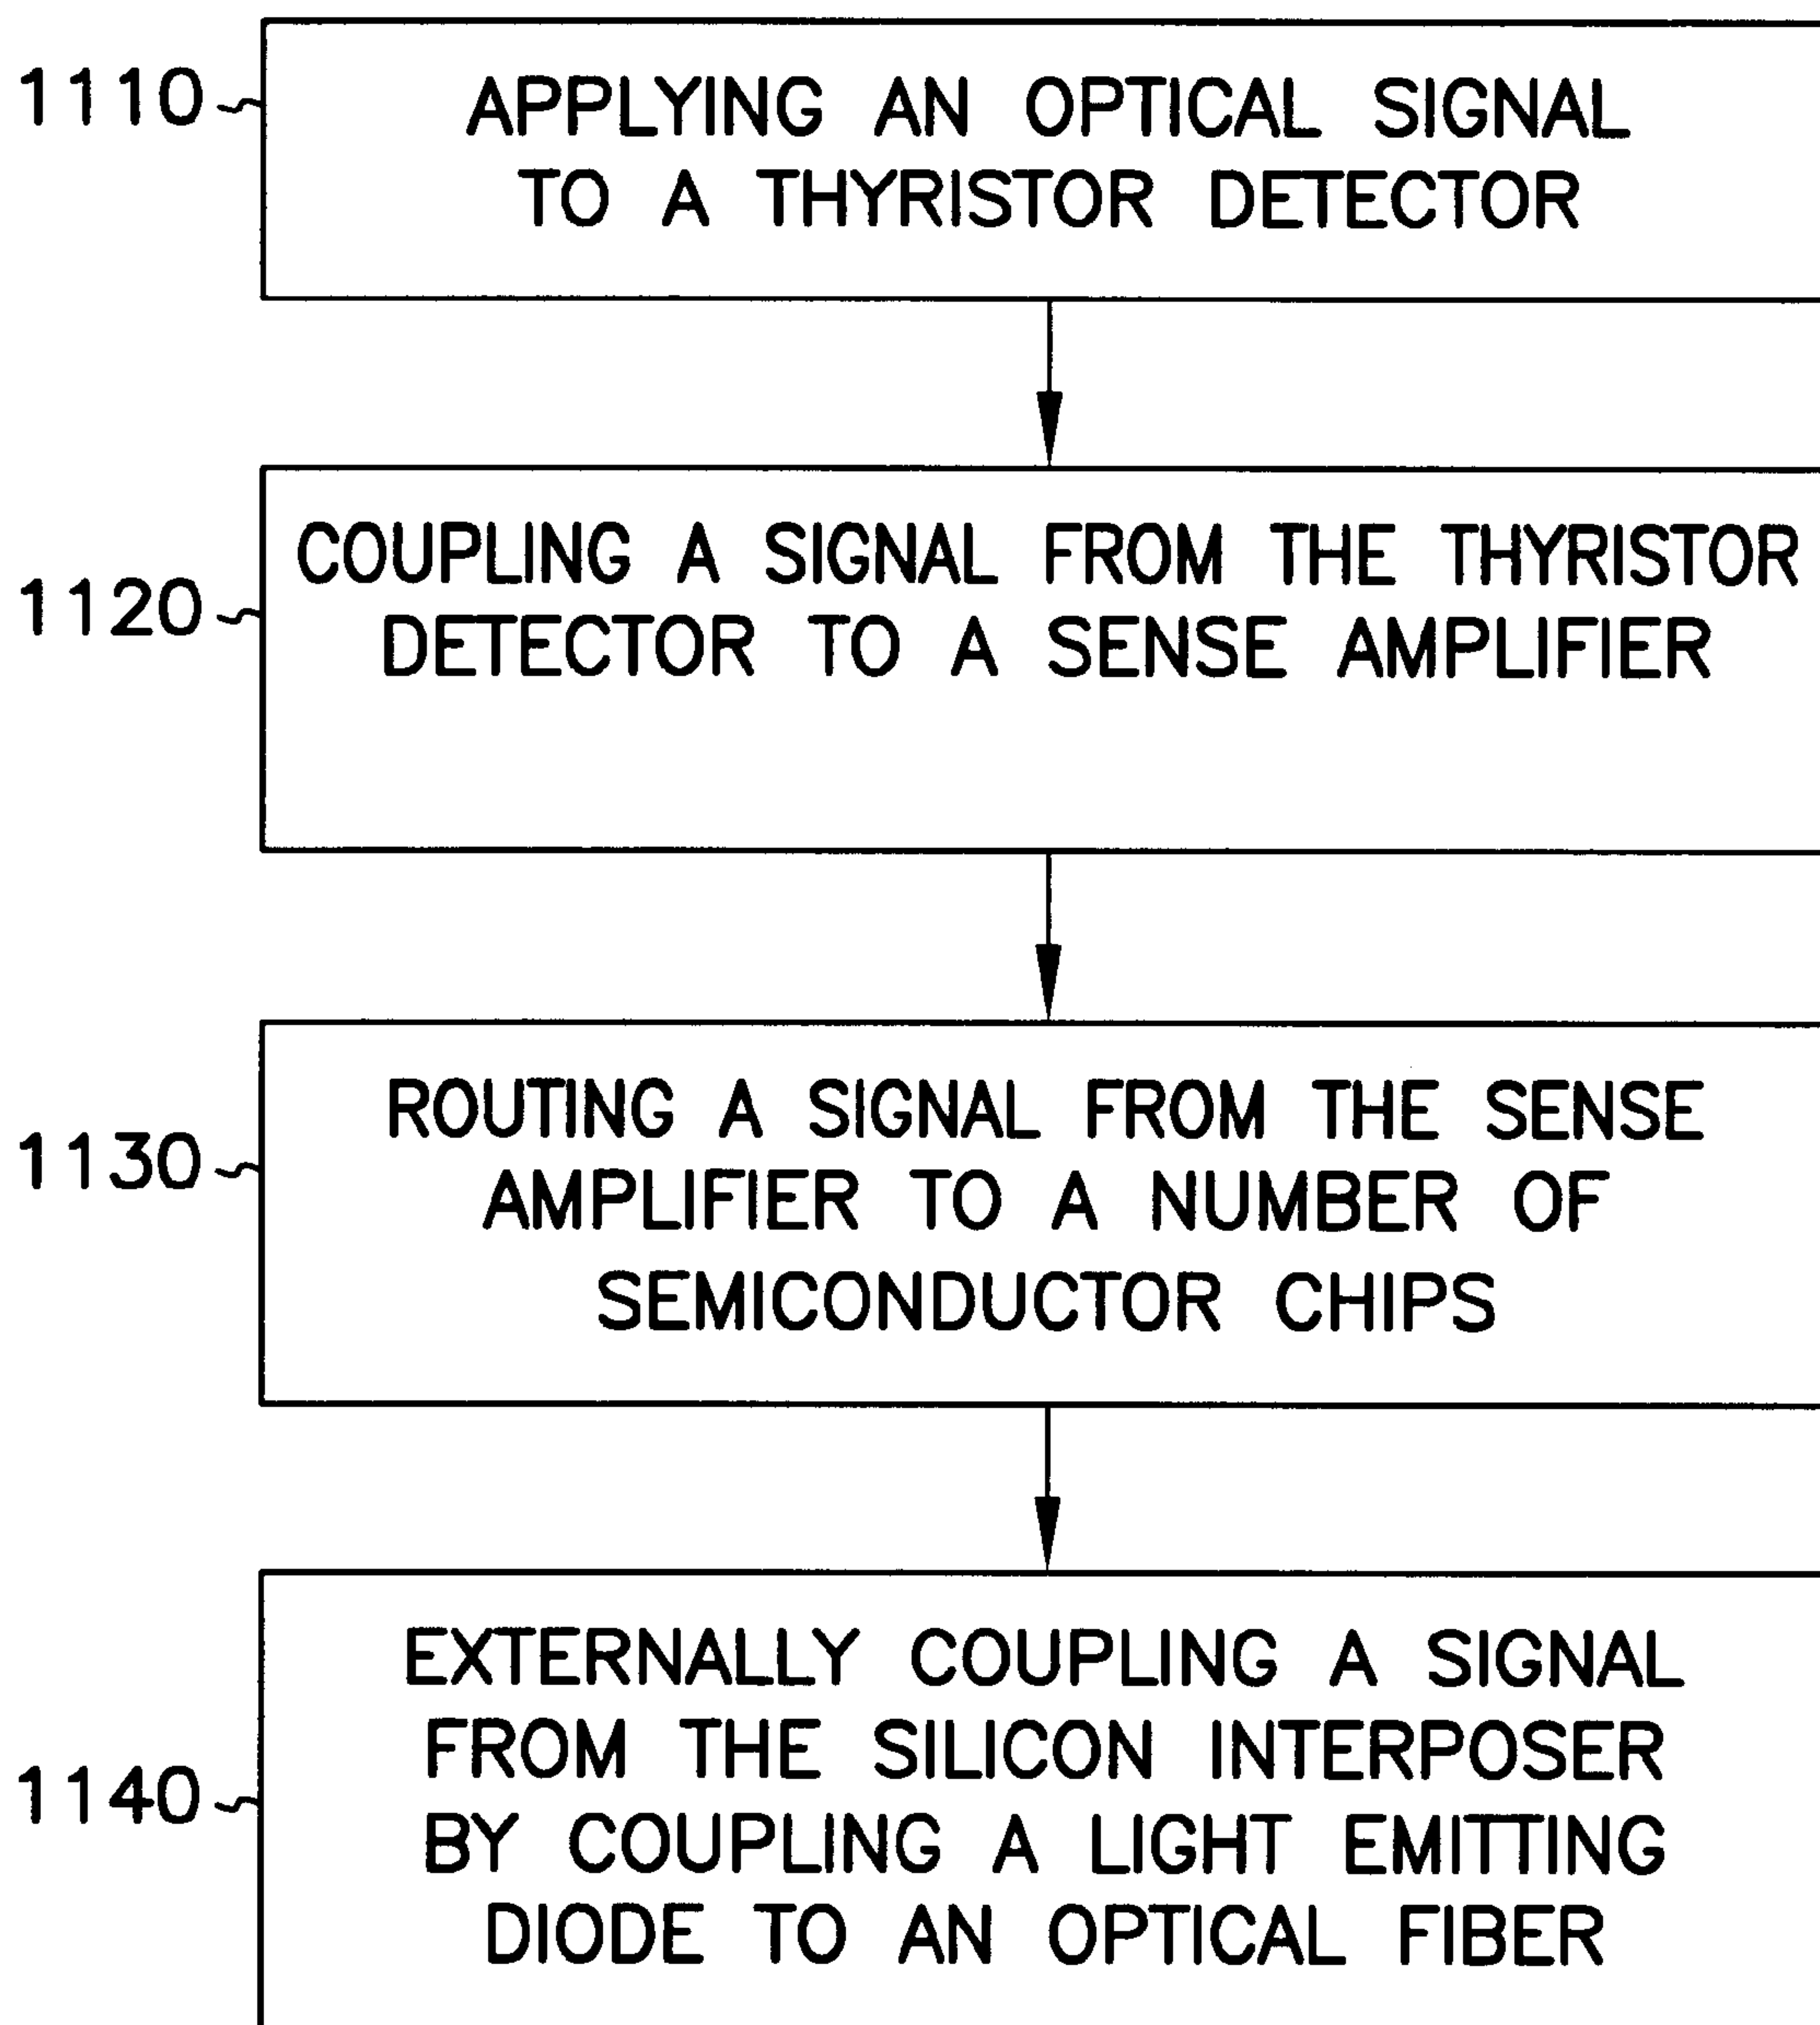 1110
APPLYING AN OPTICAL SIGNAL
TO A THYRISTOR DETECTOR
1120
COUPLING A SIGNAL FROM THE THYRISTOR
DETECTOR TO A SENSE AMPLIFIER
1130
ROUTING A SIGNAL FROM THE SENSE
AMPLIFIER TO A NUMBER OF
SEMICONDUCTOR CHIPS
1140
EXTERNALLY COUPLING A SIGNAL
FROM THE SILICON INTERPOSER
BY COUPLING A LIGHT EMITTING
DIODE TO AN OPTICAL FIBER